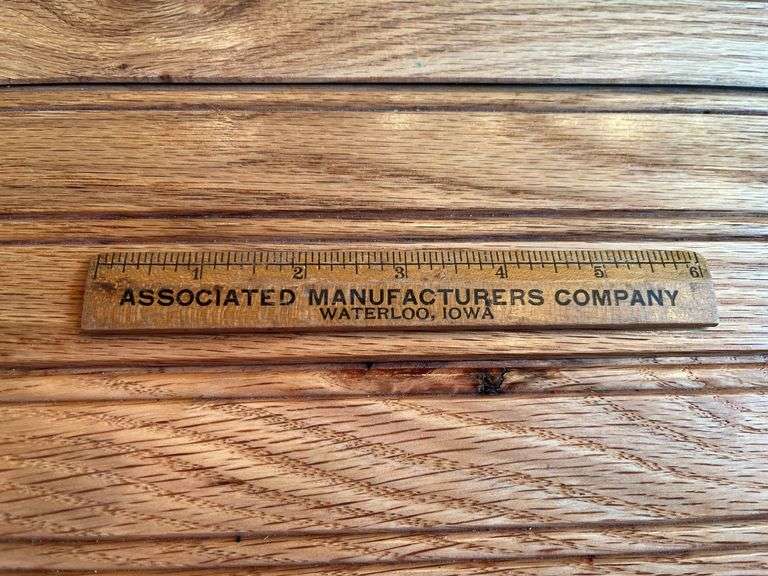 1 2 3 4 5 6
ASSOCIATED MANUFACTURERS COMPANY
WATERLOO, IOWA